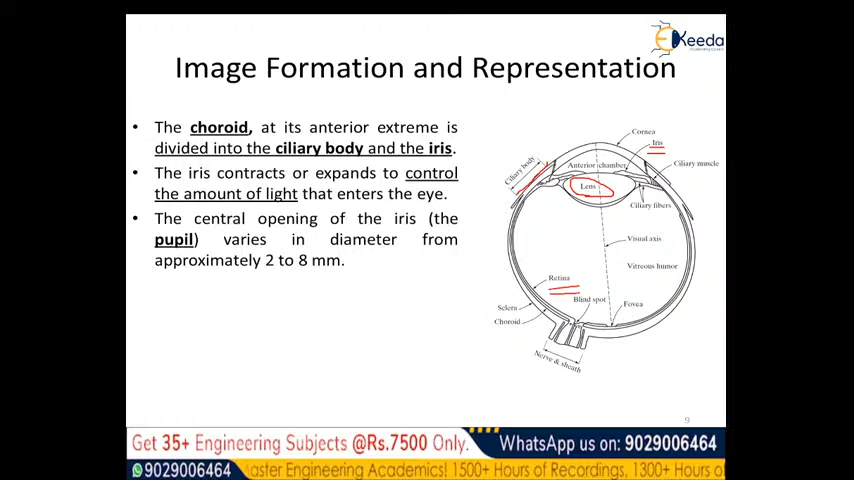 Keeda
Image Formation and Representation
• The choroid, at its anterior extreme is
divided into the ciliary body and the iris.
• The iris contracts or expands to control
the amount of light that enters the eye.
• The central opening of the iris (the
pupil) varies in diameter from
approximately 2 to 8 mm.
Cornea
Iris
Ciliary body
Anterior chamber
Ciliary muscle
Lens
Ciliary fibers
Visual axis
Vitreous humor
Retina
Blind spot
Fovea
Sclera
Choroid
Nerve & sheath
9
Get 35+ Engineering Subjects @Rs.7500 Only.
WhatsApp us on: 9029006464
9029006464
aster Engineering Academics! 1500+ Hours of Recordings, 1300+ Hours of